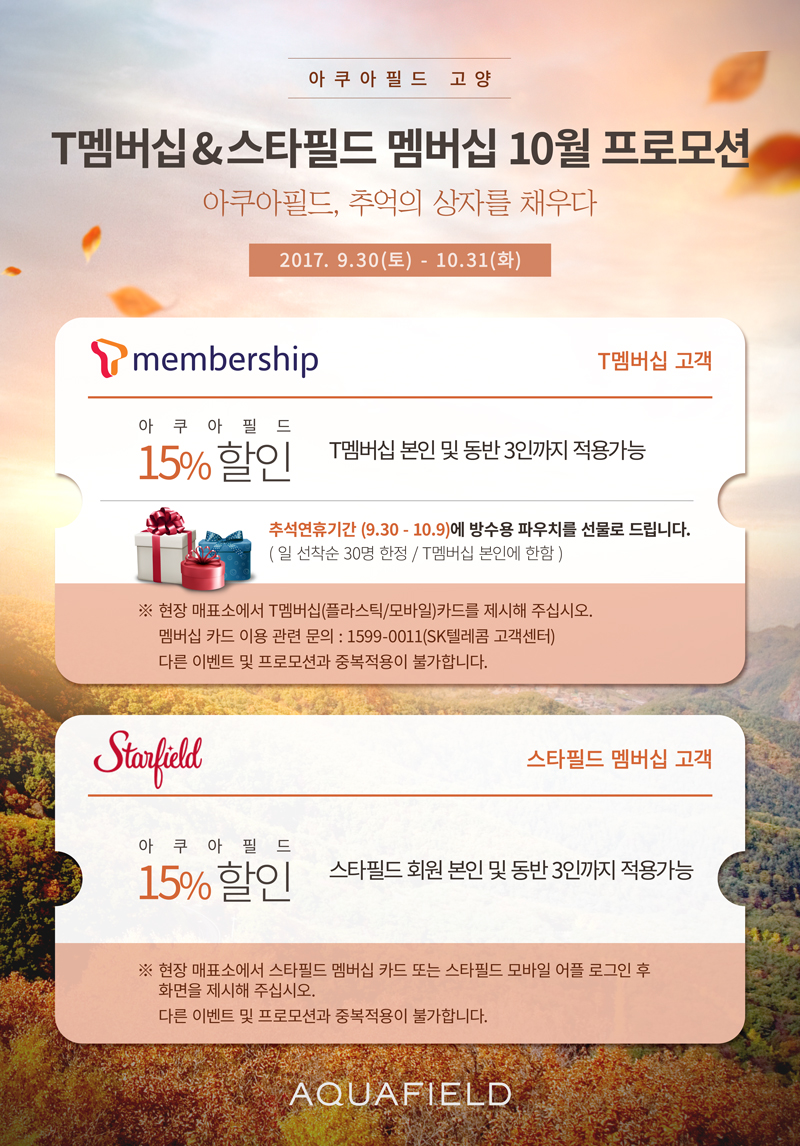 아쿠아필드 고양
T멤버십&스타필드 멤버십 10월 프로모션
아쿠아필드, 추억의 상자를 채우다
2017. 9.30(토) - 10.31(화)
T membership
T멤버십 고객
아쿠아필드
15% 할인
T멤버십 본인 및 동반 3인까지 적용가능
추석연휴기간 (9.30 - 10.9)에 방수용 파우치를 선물로 드립니다.
( 일 선착순 30명 한정 / T멤버십 본인에 한함 )
※ 현장 매표소에서 T멤버십(플라스틱/모바일)카드를 제시해 주십시오.
멤버십 카드 이용 관련 문의 : 1599-0011(SK텔레콤 고객센터)
다른 이벤트 및 프로모션과 중복적용이 불가합니다.
Starfield
스타필드 멤버십 고객
아쿠아필드
15% 할인
스타필드 회원 본인 및 동반 3인까지 적용가능
※ 현장 매표소에서 스타필드 멤버십 카드 또는 스타필드 모바일 어플 로그인 후
화면을 제시해 주십시오.
다른 이벤트 및 프로모션과 중복적용이 불가합니다.
AQUAFIELD